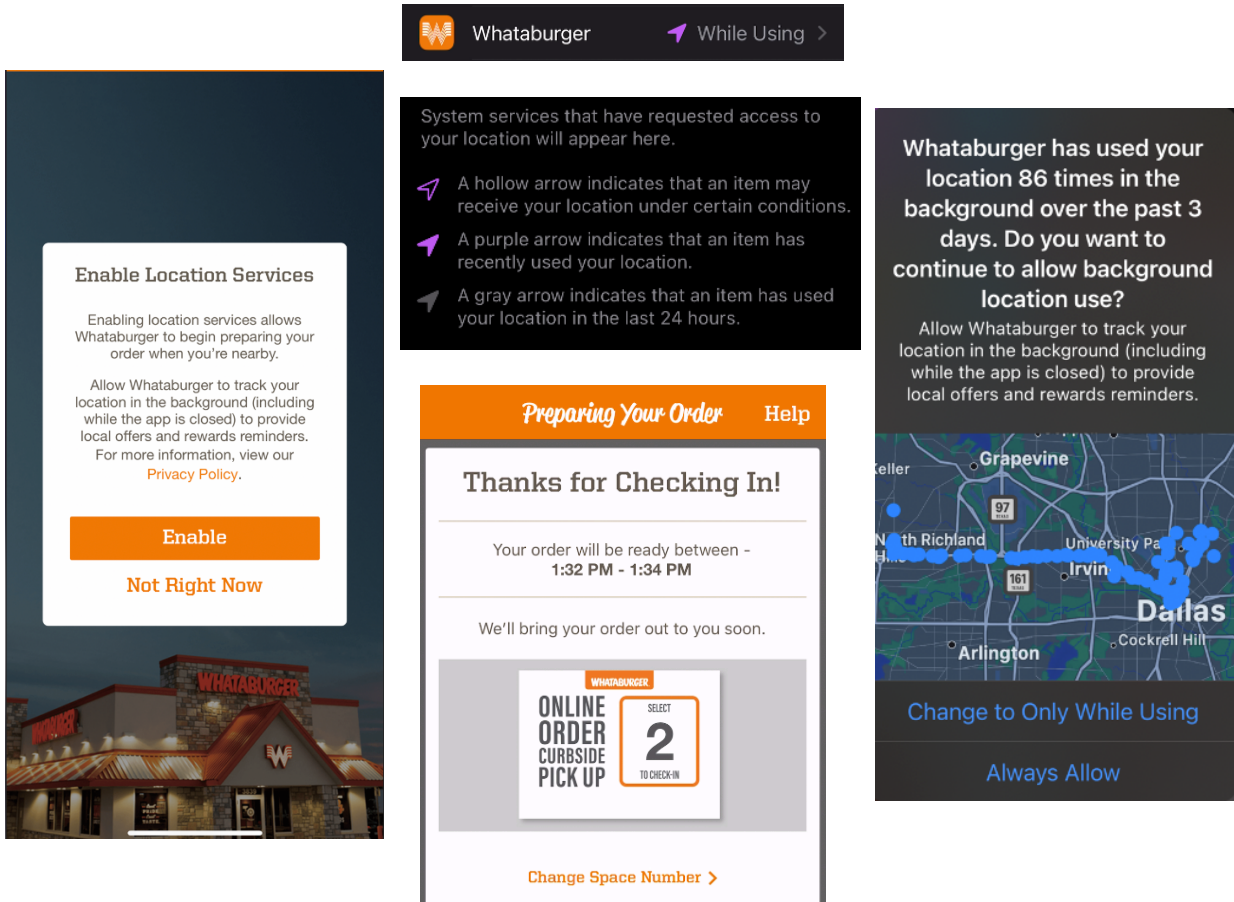 Enable Location Services
Enabling location services allows
Whataburger to begin preparing your
order when you're nearby.
Allow Whataburger to track your
location in the background (including
while the app is closed) to provide
local offers and rewards reminders.
For more information, view our
Privacy Policy.
Enable
Not Right Now
WHATABURGER
WHATABURGER
Whataburger
While Using
System services that have requested access to
your location will appear here.
A hollow arrow indicates that an item may
receive your location under certain conditions.
A purple arrow indicates that an item has
recently used your location.
A gray arrow indicates that an item has used
your location in the last 24 hours.
Preparing Your Order
Help
Thanks for Checking In!
Your order will be ready between -
1:32 PM - 1:34 PM
We'll bring your order out to you soon.
WHATABURGER
ONLINE
ORDER
CURBSIDE
PICK UP
SELECT
2
TO CHECK-IN
Change Space Number
Whataburger has used your
location 86 times in the
background over the past 3
days. Do you want to
continue to allow background
location use?
Allow Whataburger to track your
location in the background (including
while the app is closed) to provide
local offers and rewards reminders.
Grapevine
Keller
97
TEXAS
North Richland
University Pa
161
TEXAS
Irvin
Dallas
Cockrell Hill
Arlington
Change to Only While Using
Always Allow